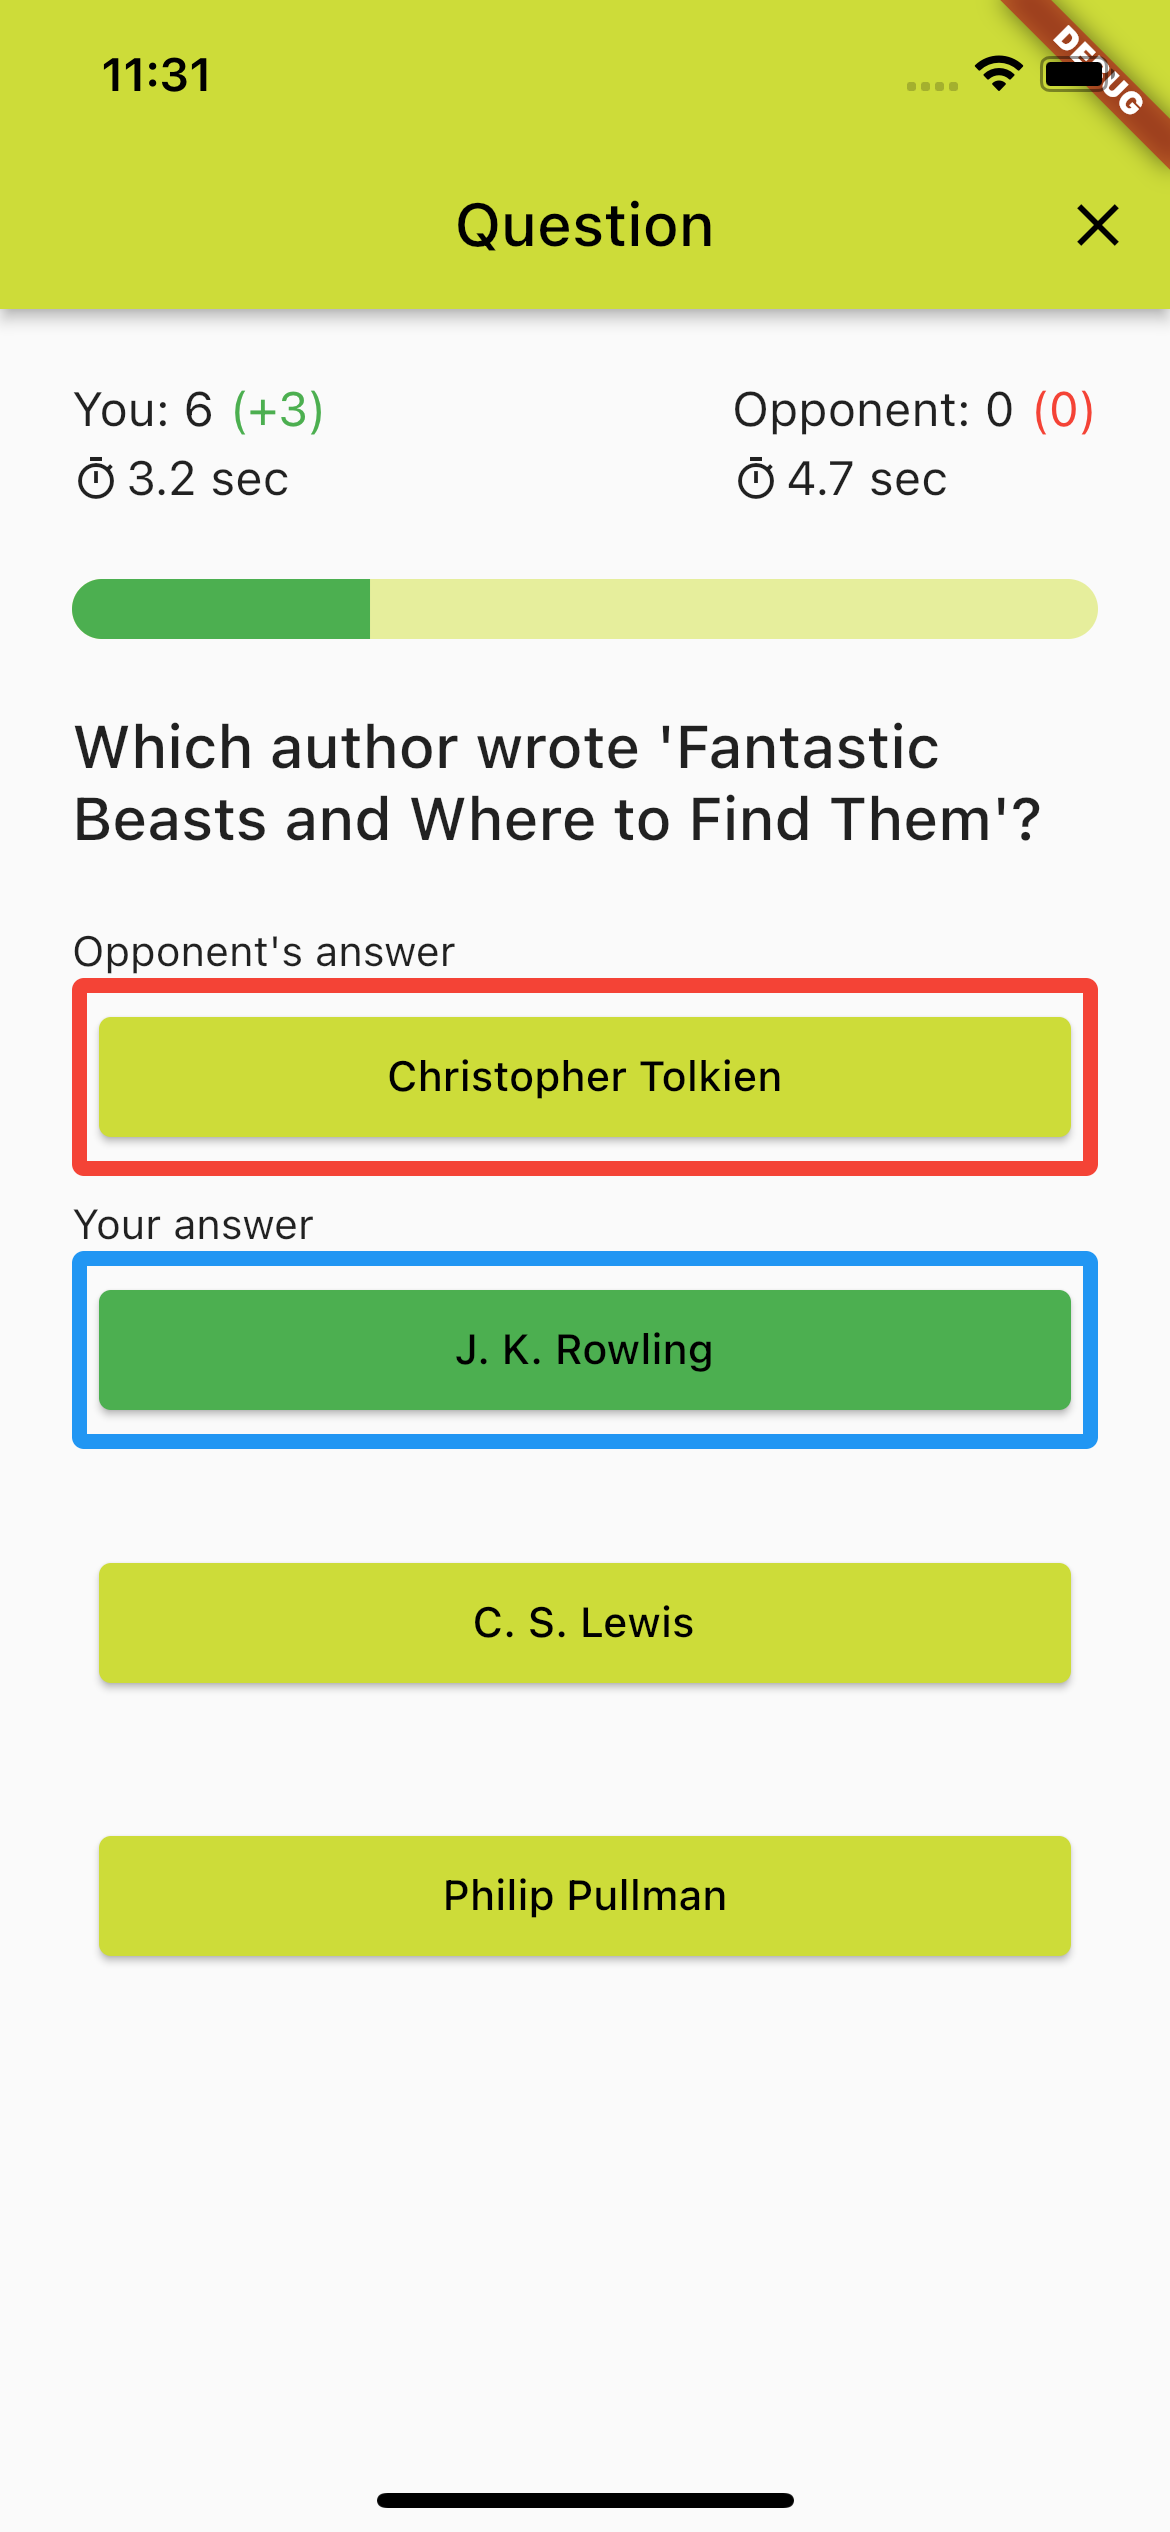 11:31
DEBUG
Question
You: 6 (+3)
Opponent: 0 (0)
3.2 sec
4.7 sec
Which author wrote 'Fantastic
Beasts and Where to Find Them'?
Opponent's answer
Christopher Tolkien
Your answer
J. K. Rowling
C. S. Lewis
Philip Pullman